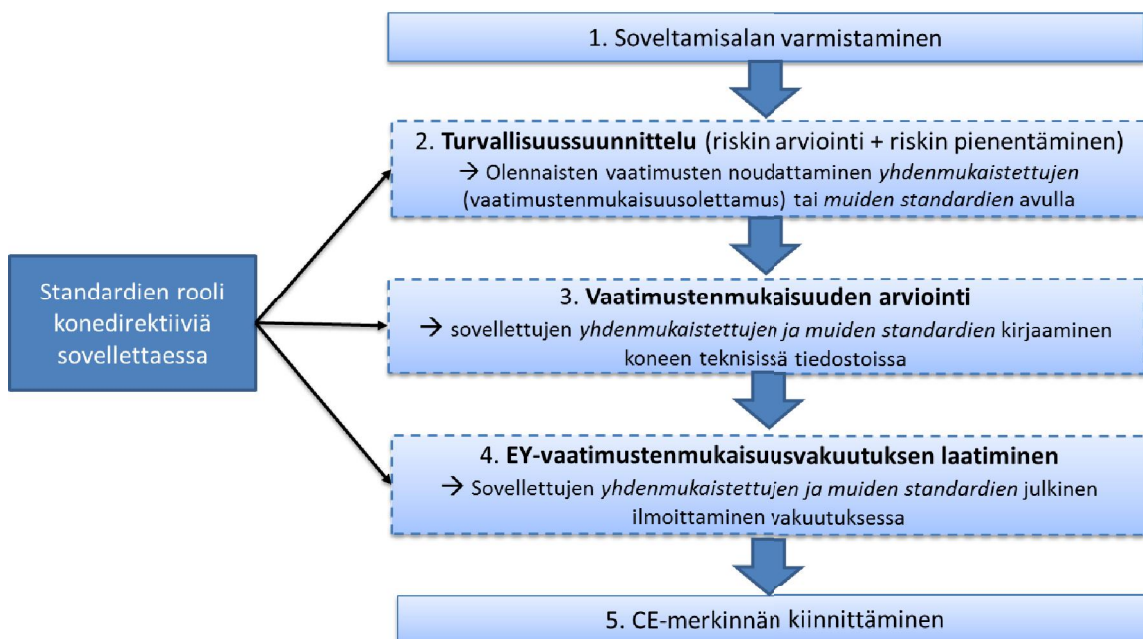 1. Soveltamisalan varmistaminen
2. Turvallisuussuunnittelu (riskin arviointi + riskin pienentäminen)
→ Olennaisten vaatimusten noudattaminen yhdenmukaistettujen
(vaatimustenmukaisuusolettamus) tai muiden standardien avulla
Standardien rooli
konedirektiiviä
sovellettaessa
3. Vaatimustenmukaisuuden arviointi
→ sovellettujen yhdenmukaistettujen ja muiden standardien kirjaaminen
koneen teknisissä tiedostoissa
4. EY-vaatimustenmukaisuusvakuutuksen laatiminen
→ Sovellettujen yhdenmukaistettujen ja muiden standardien julkinen
ilmoittaminen vakuutuksessa
5. CE-merkinnän kiinnittäminen